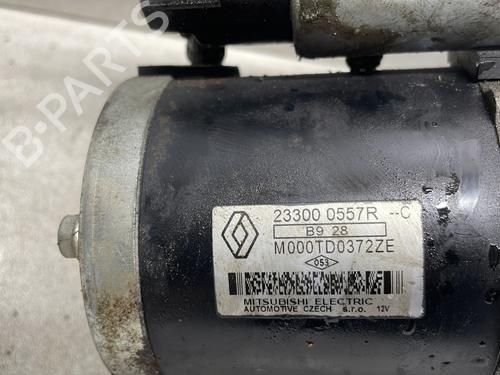 B-PARTS
23300 0557R --C
B9 28
M000TD0372ZE
053
MITSUBISHI ELECTRIC
AUTOMOTIVE CZECH s.r.o. 12V